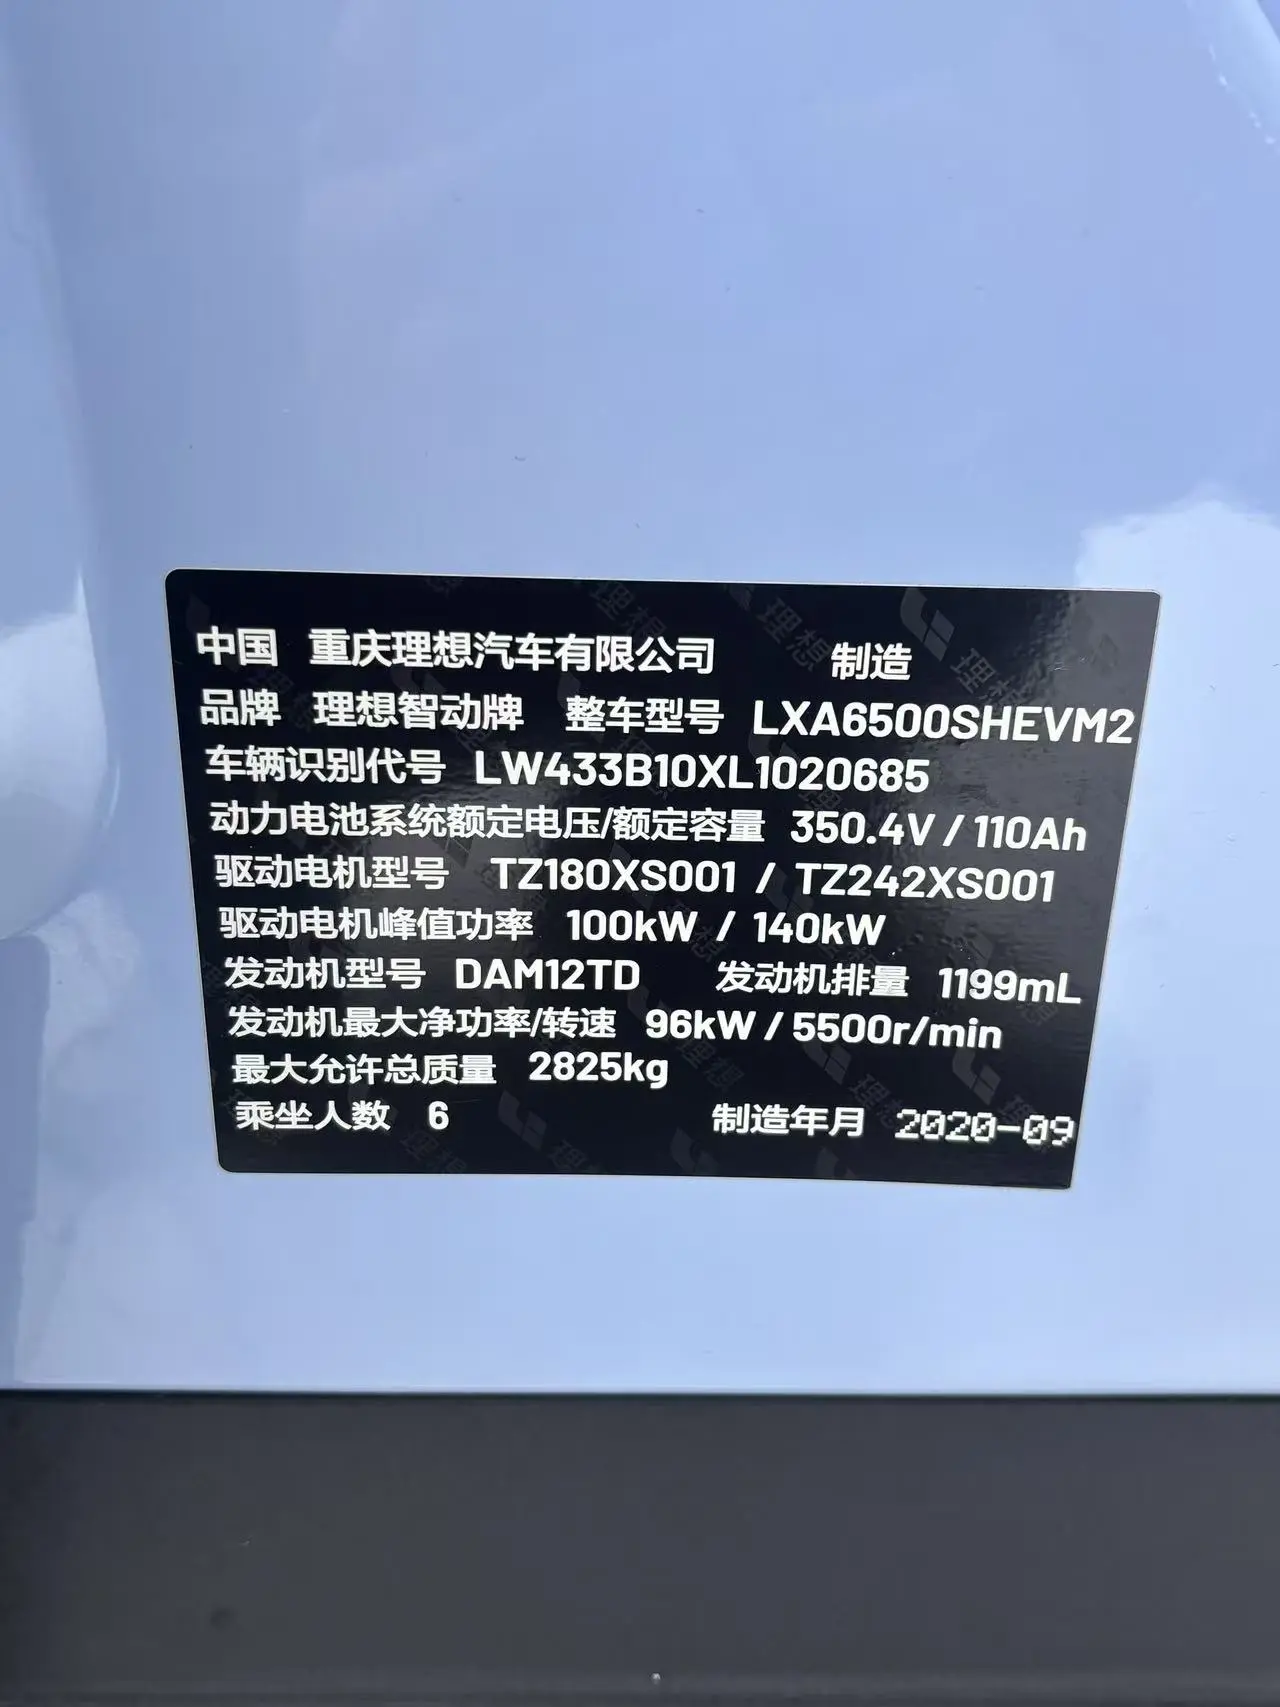 中国 重庆理想汽车有限公司 制造
品牌 理想智动牌 整车型号 LXA6500SHEVM2
车辆识别代号 LW433B10XL1020685
动力电池系统额定电压/额定容量 350.4V / 110Ah
驱动电机型号 TZ180XS001 / TZ242XS001
驱动电机峰值功率 100kW / 140kW
发动机型号 DAM12TD 发动机排量 1199mL
发动机最大净功率/转速 96kW / 5500r/min
最大允许总质量 2825kg
乘坐人数 6 制造年月 2020-09